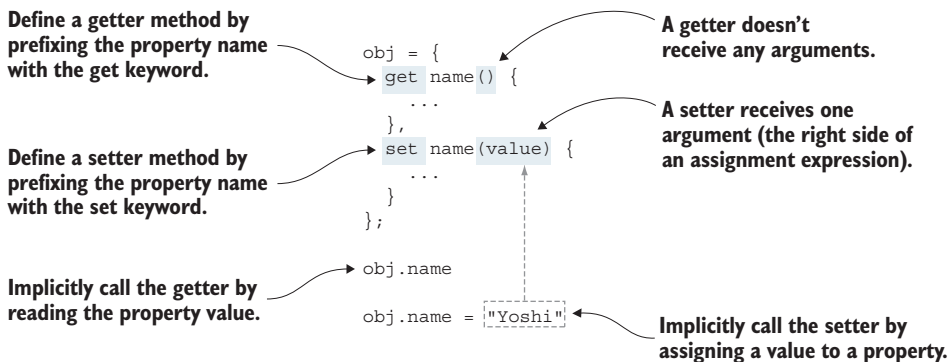 Define a getter method by
prefixing the property name
with the get keyword.
A getter doesn't
receive any arguments.
obj = {
get name() {
...
},
set name(value) {
...
}
};
A setter receives one
argument (the right side of
an assignment expression).
Define a setter method by
prefixing the property name
with the set keyword.
Implicitly call the getter by
reading the property value.
obj.name
obj.name = "Yoshi"
Implicitly call the setter by
assigning a value to a property.